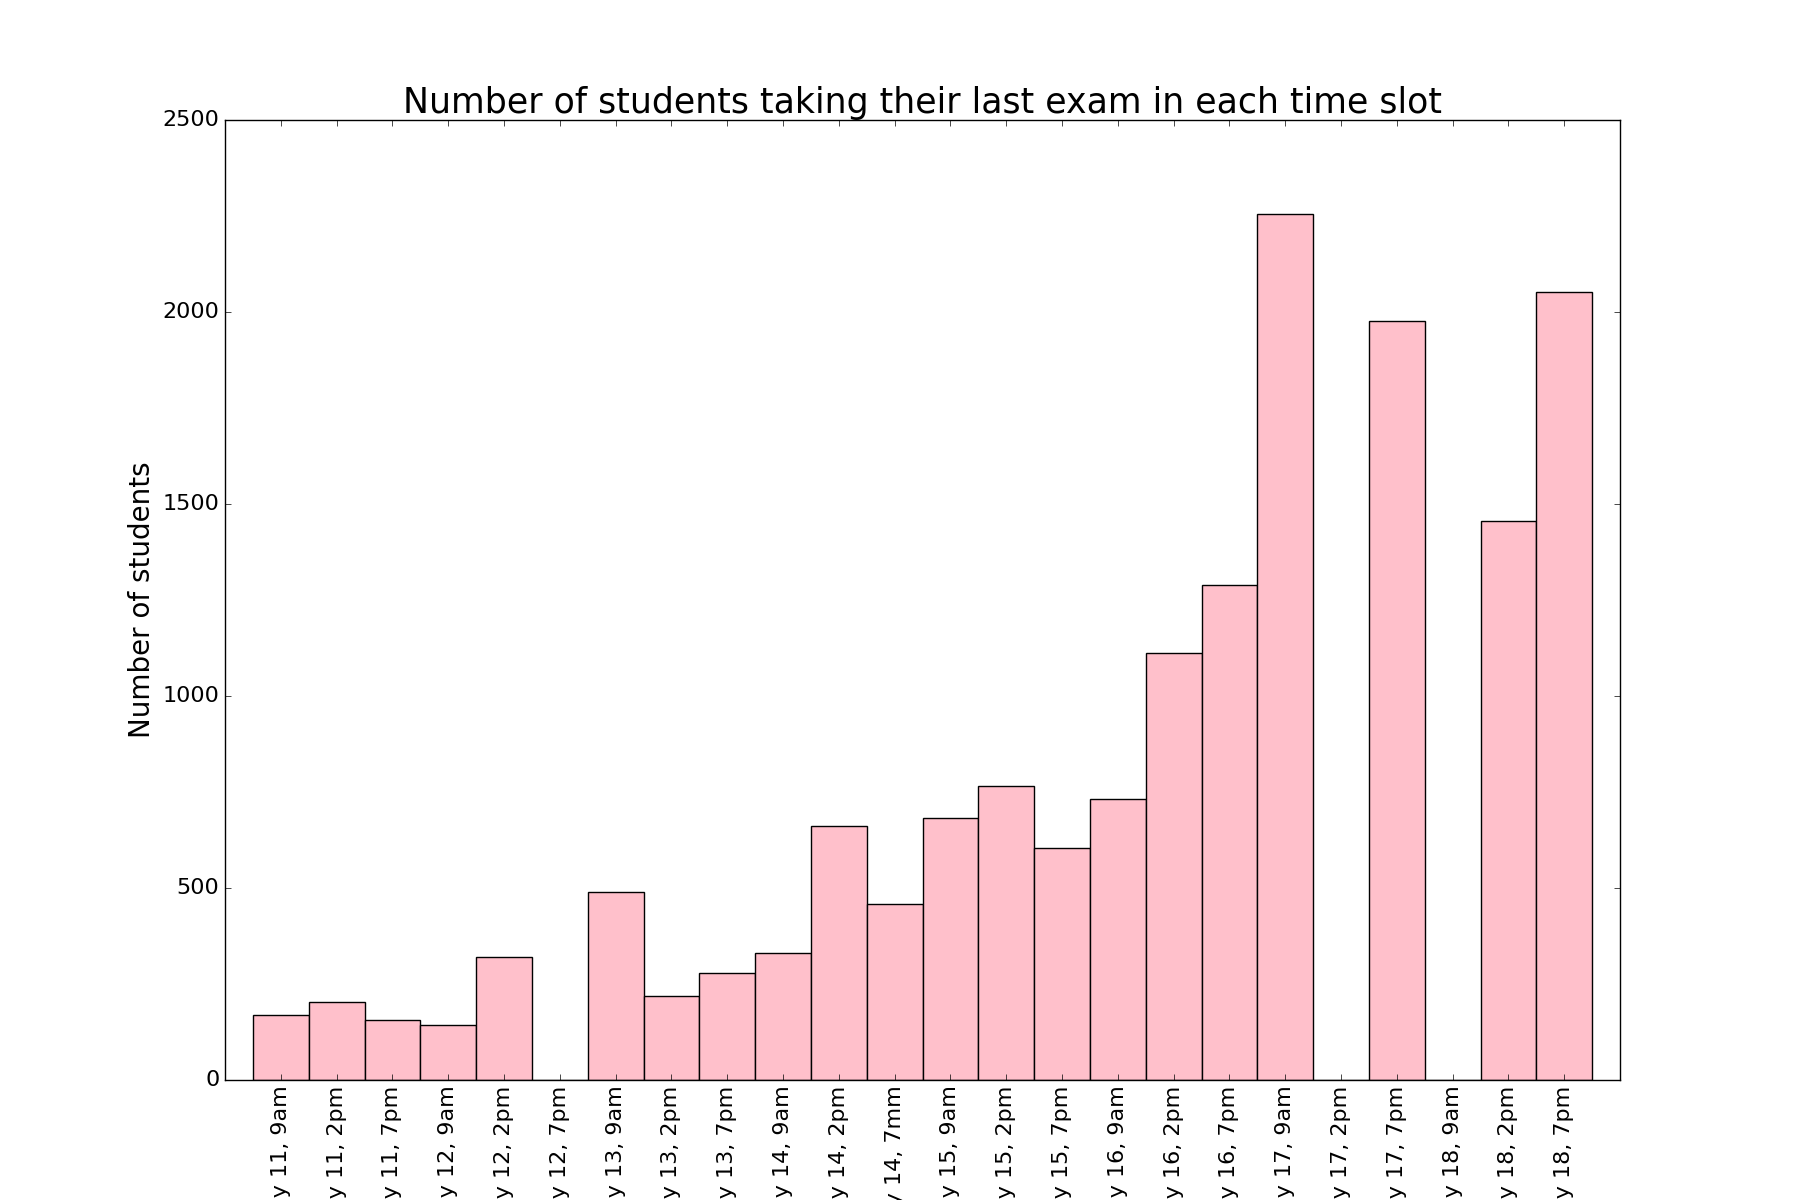 Number of students taking their last exam in each time slot
Number of students
2500
2000
1500
1000
500
0
y 11, 9am
y 11, 2pm
y 11, 7pm
y 12, 9am
y 12, 2pm
y 12, 7pm
y 13, 9am
y 13, 2pm
y 13, 7pm
y 14, 9am
y 14, 2pm
y 14, 7mm
y 15, 9am
y 15, 2pm
y 15, 7pm
y 16, 9am
y 16, 2pm
y 16, 7pm
y 17, 9am
y 17, 2pm
y 17, 7pm
y 18, 9am
y 18, 2pm
y 18, 7pm